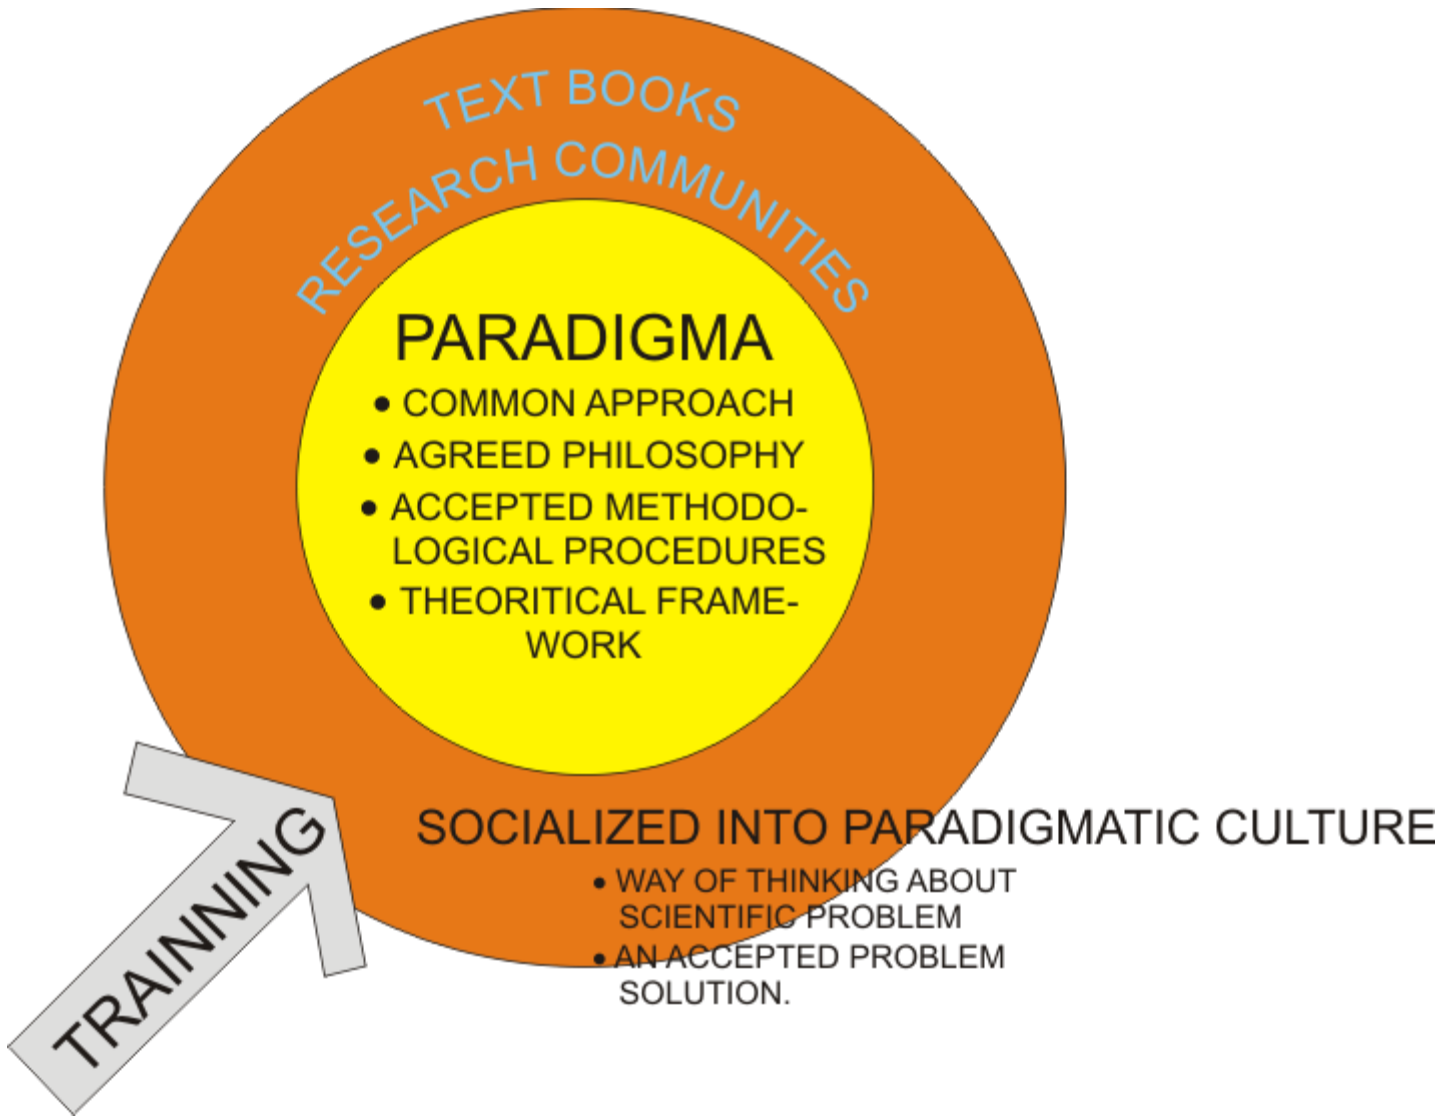 TEXT BOOKS
RESEARCH COMMUNITIES
PARADIGMA
• COMMON APPROACH
• AGREED PHILOSOPHY
• ACCEPTED METHODO-
LOGICAL PROCEDURES
• THEORITICAL FRAME-
WORK
TRAINNING
SOCIALIZED INTO PARADIGMATIC CULTURE
• WAY OF THINKING ABOUT
SCIENTIFIC PROBLEM
• AN ACCEPTED PROBLEM
SOLUTION.